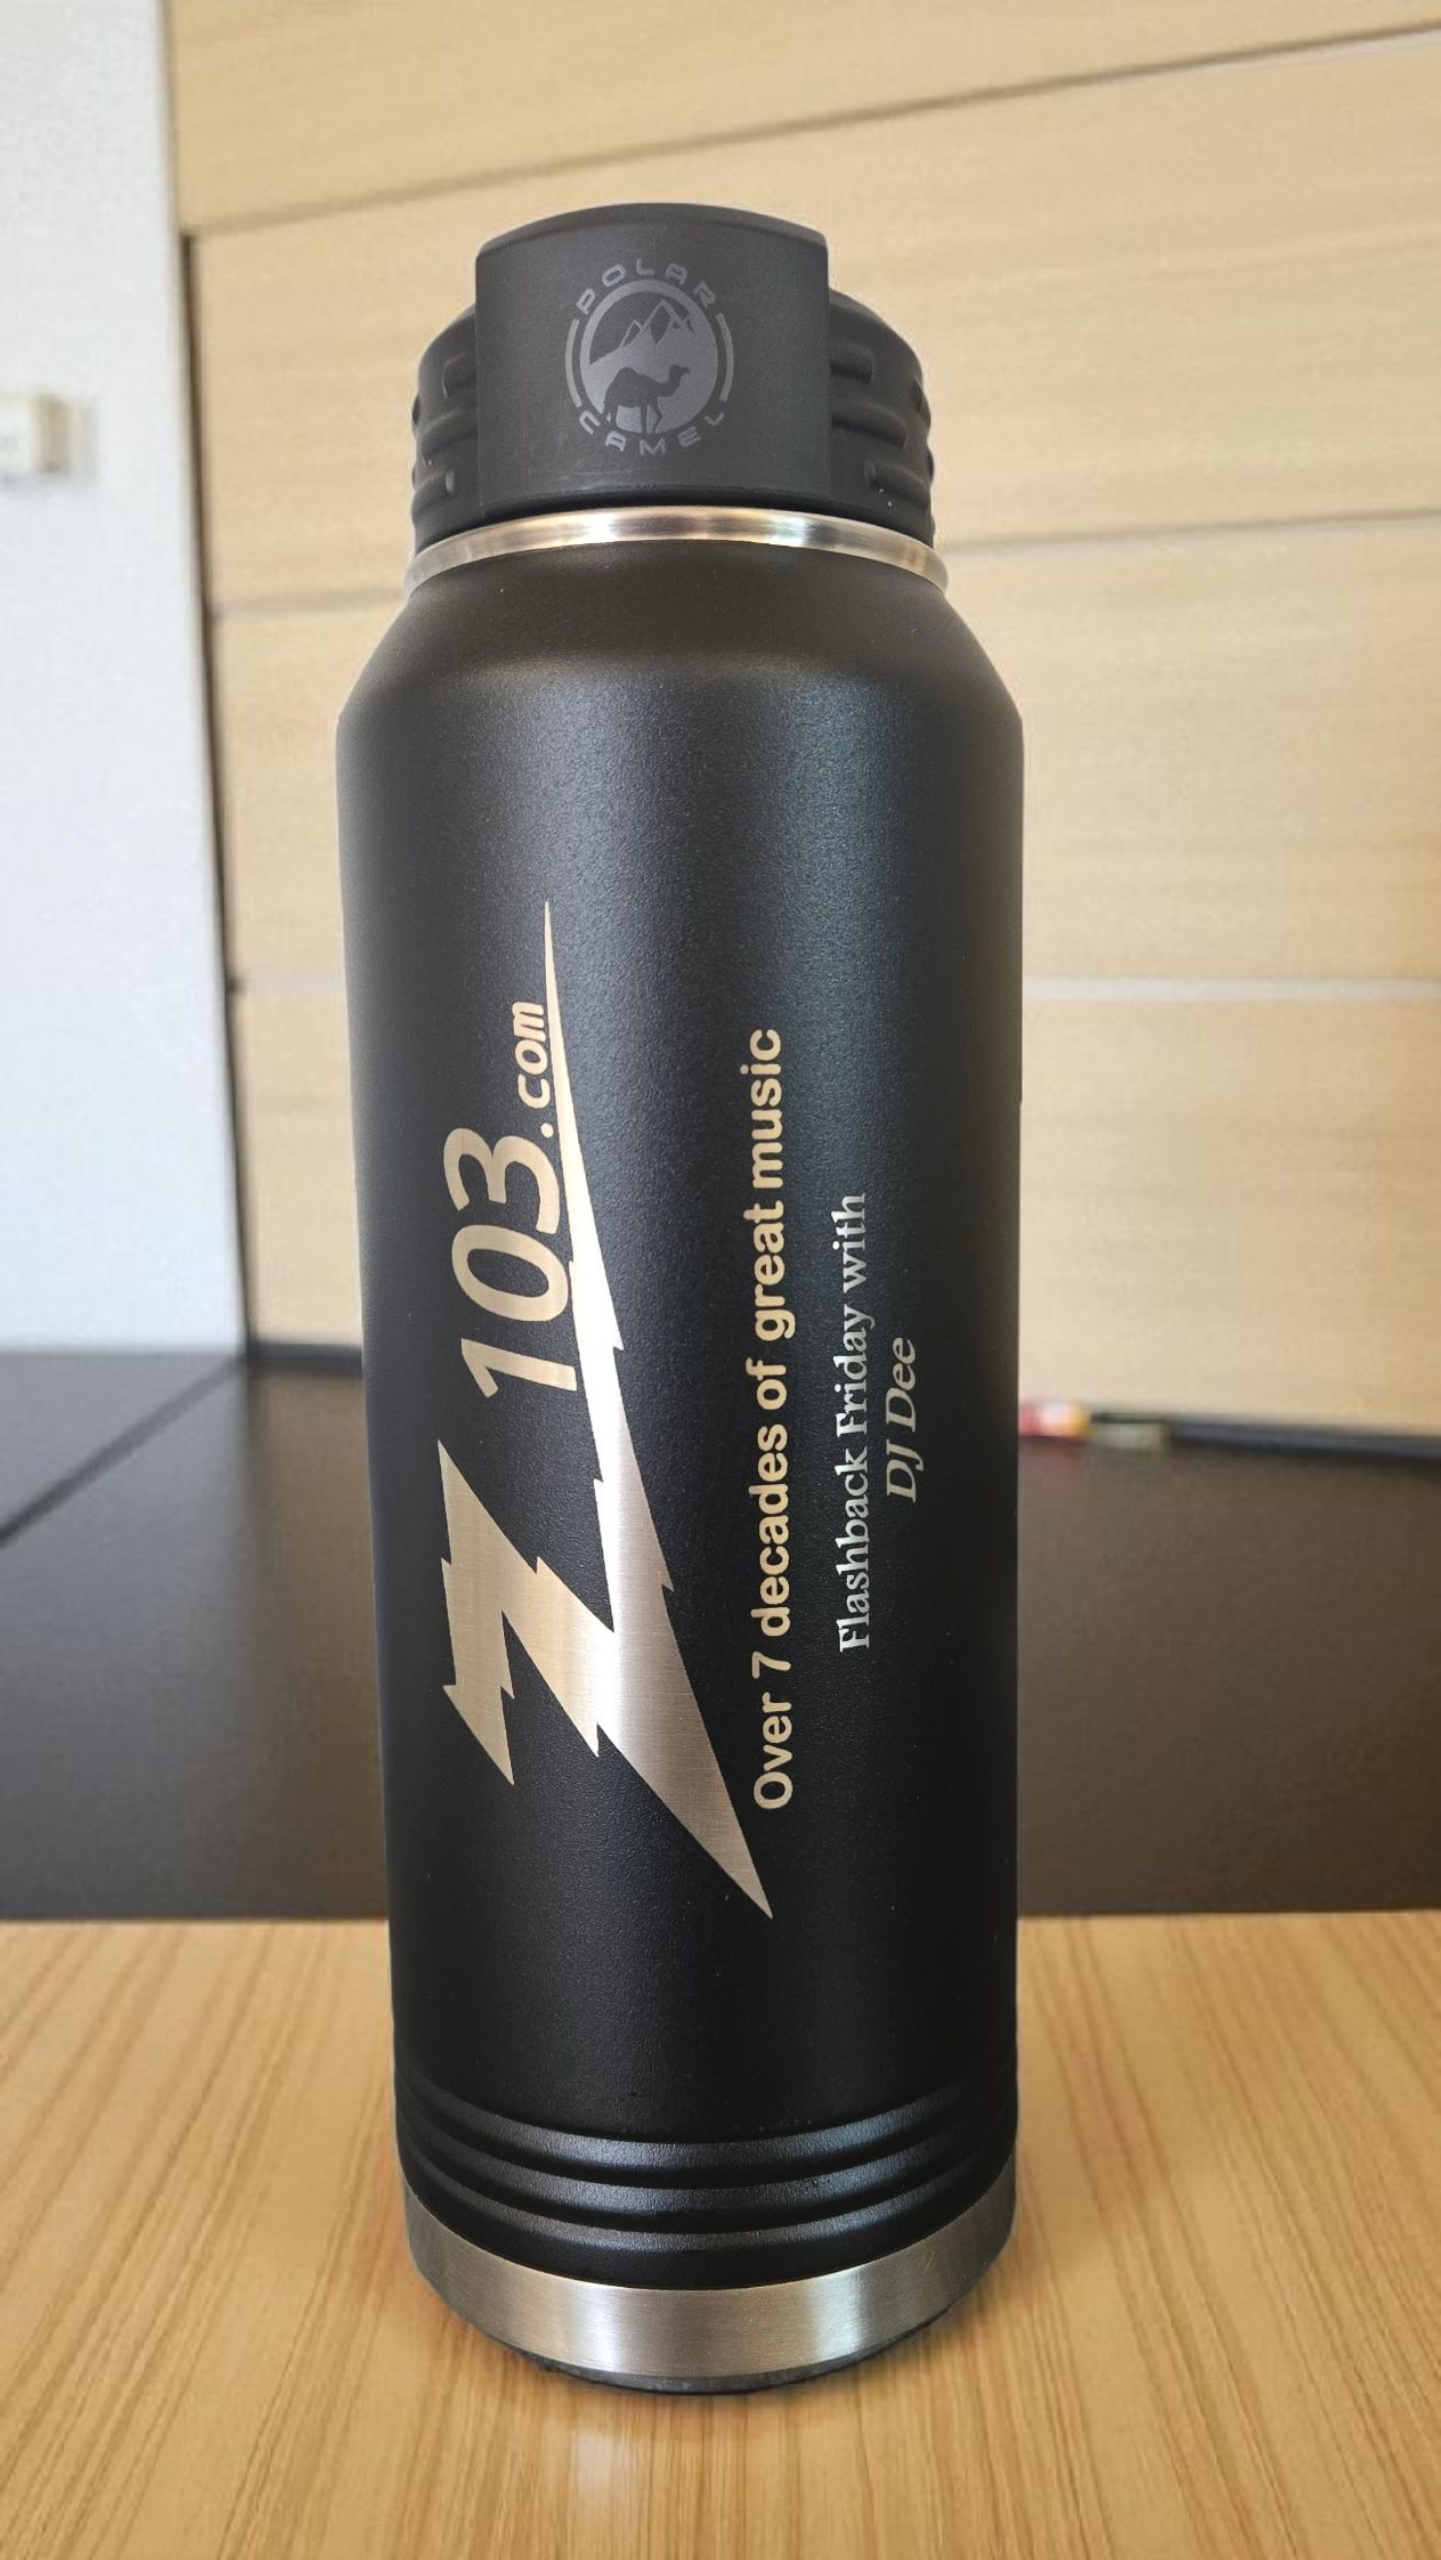 POLAR
CAMEL
Z103.com
Over 7 decades of great music
Flashback Friday with
DJ Dee